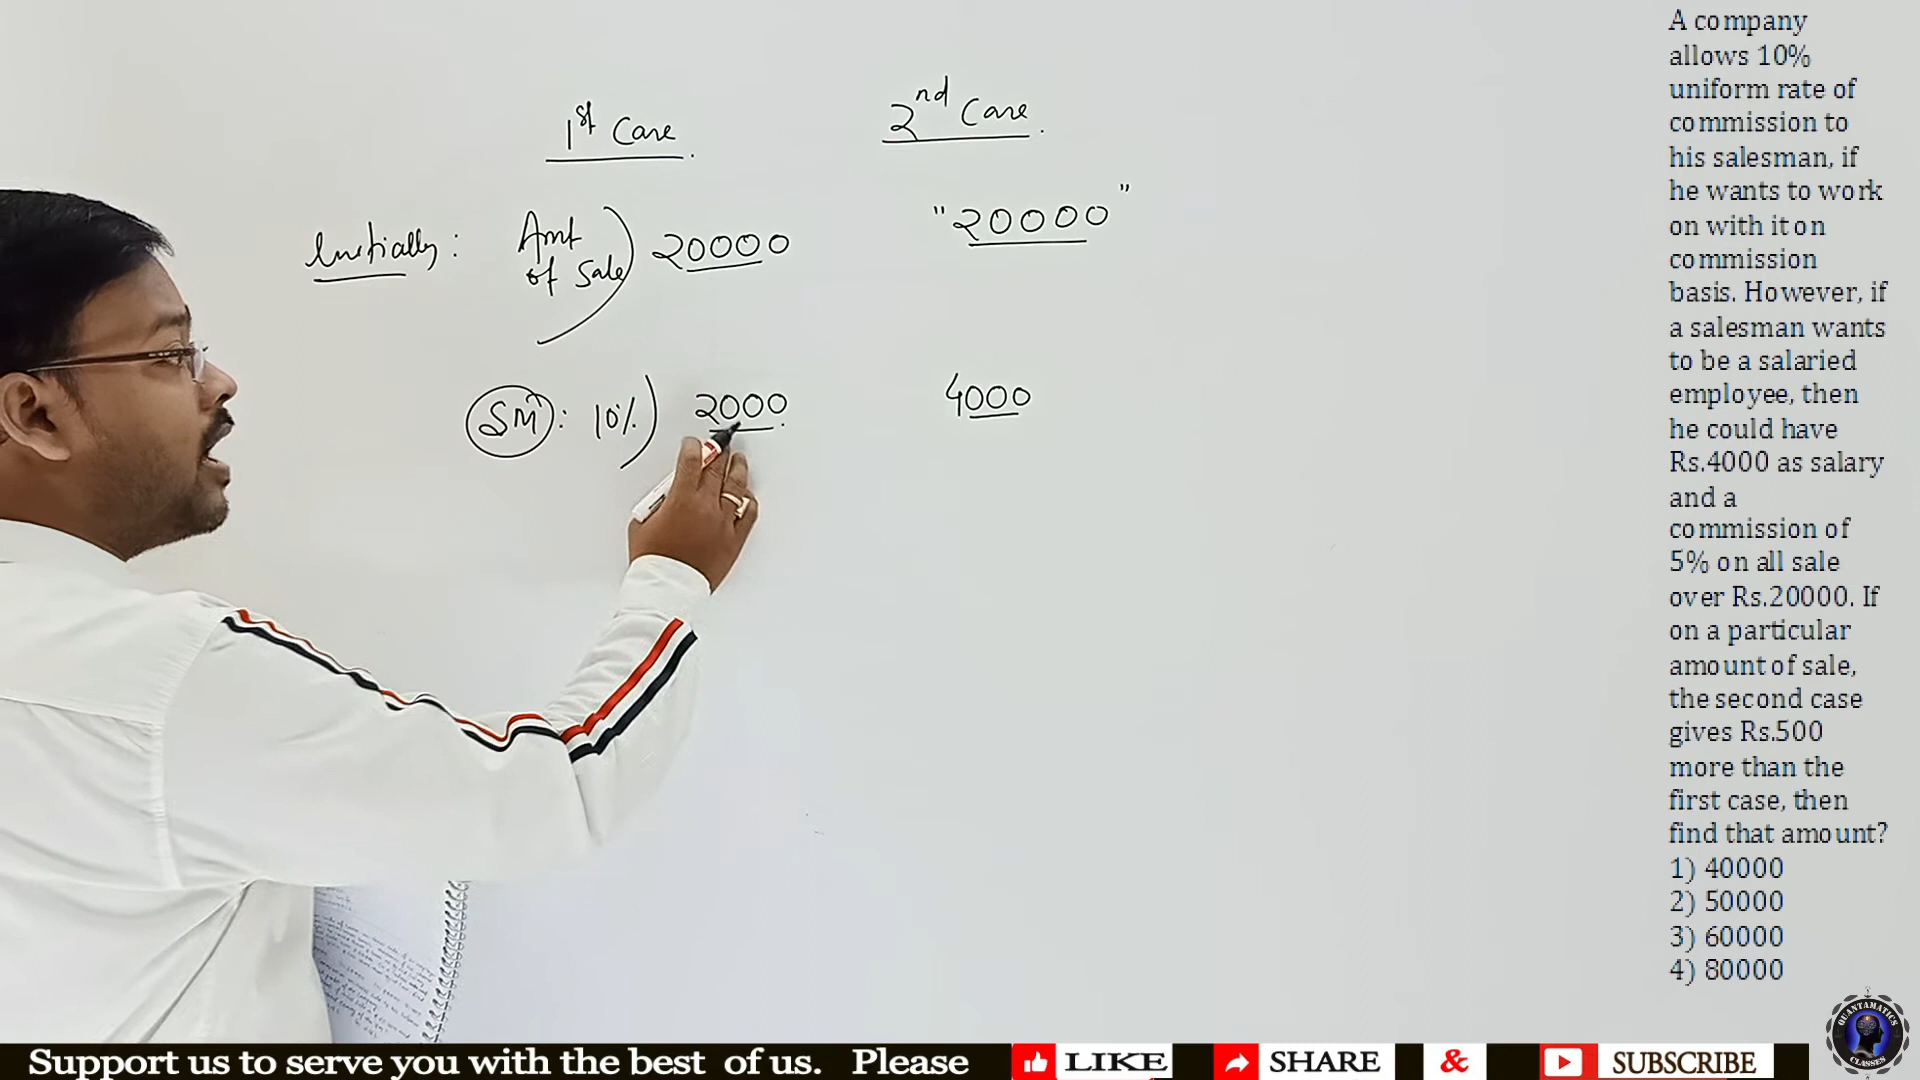 1st Case.
2nd Case.
Initially : Amt of Sale) 20000
"20000"
SM : 10%) 2000.
4000
A company
allows 10%
uniform rate of
commission to
his salesman, if
he wants to work
on with it on
commission
basis. However, if
a salesman wants
to be a salaried
employee, then
he could have
Rs.4000 as salary
and a
commission of
5% on all sale
over Rs.20000. If
on a particular
amount of sale,
the second case
gives Rs.500
more than the
first case, then
find that amount?
1) 40000
2) 50000
3) 60000
4) 80000
QUANTAMATICS
CLASSES
Support us to serve you with the best of us. Please LIKE SHARE & SUBSCRIBE